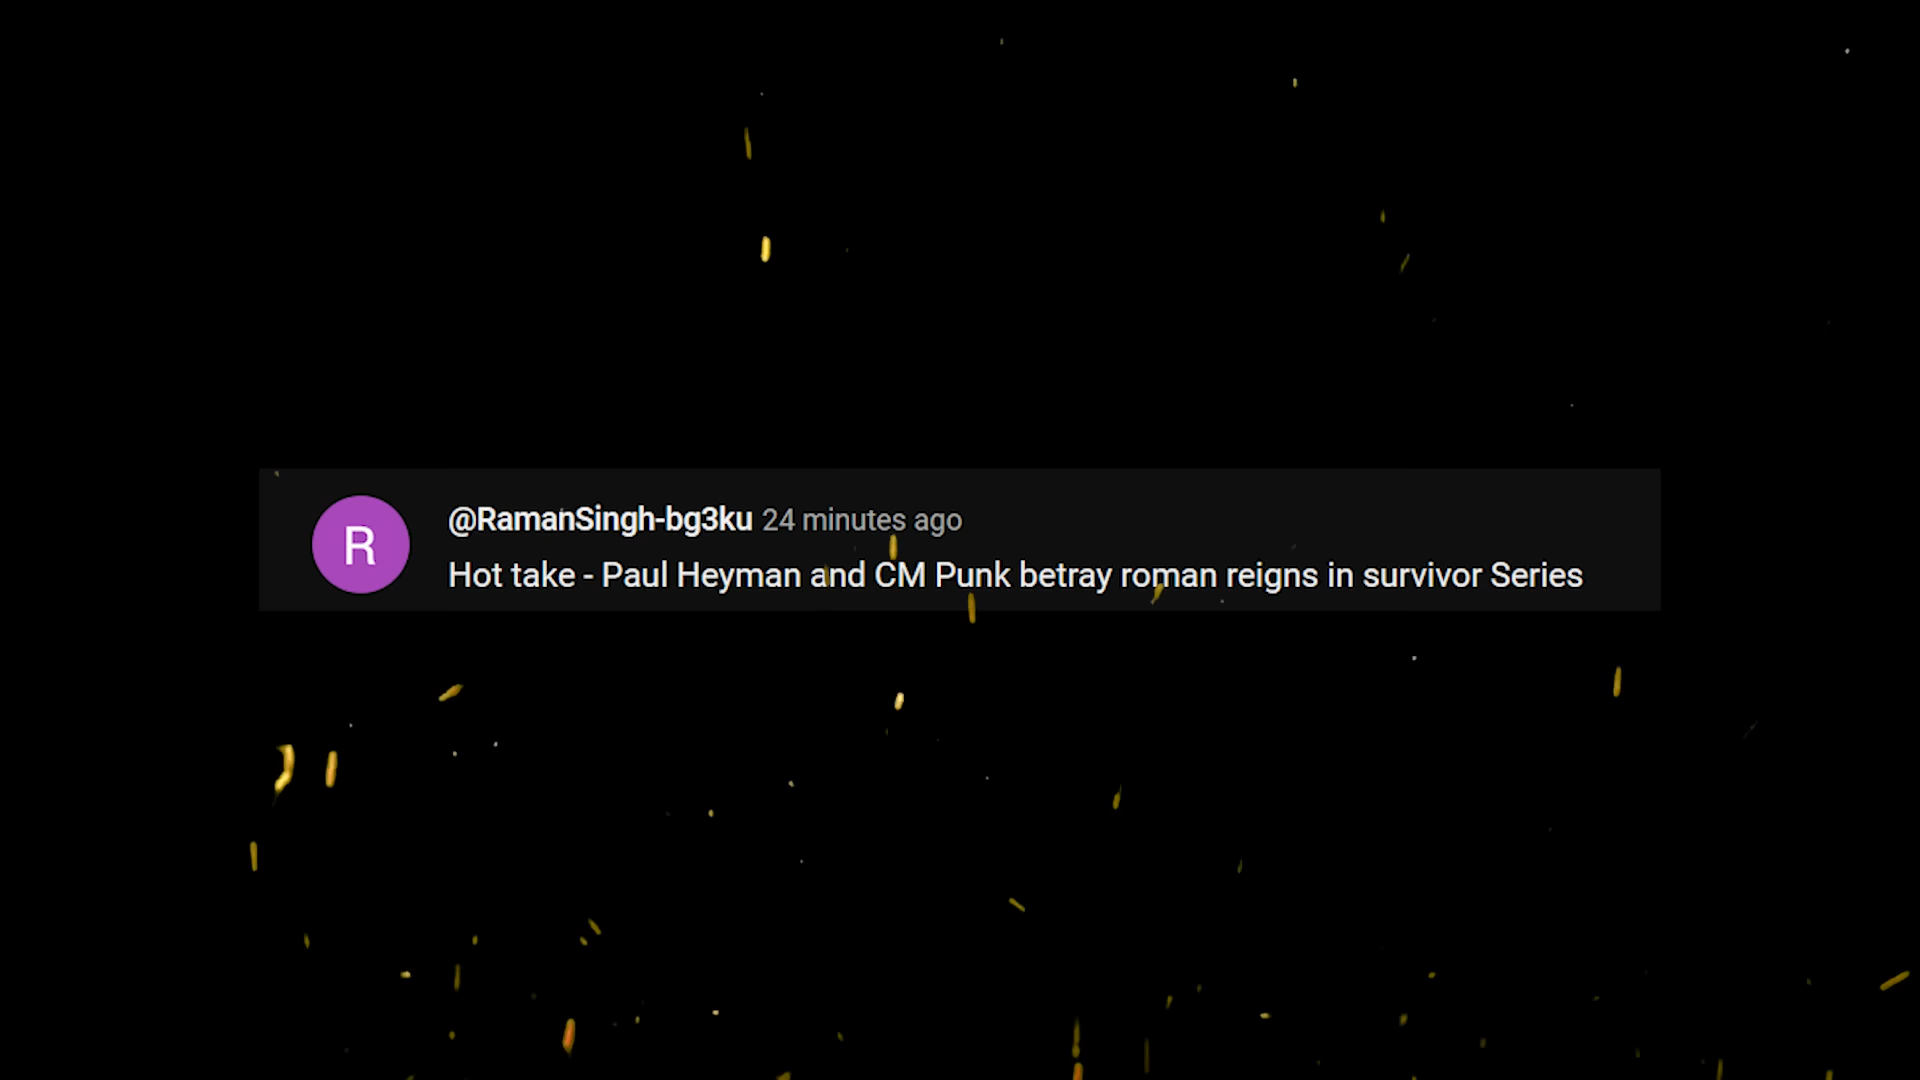 R
@RamanSingh-bg3ku 24 minutes ago
Hot take - Paul Heyman and CM Punk betray roman reigns in survivor Series